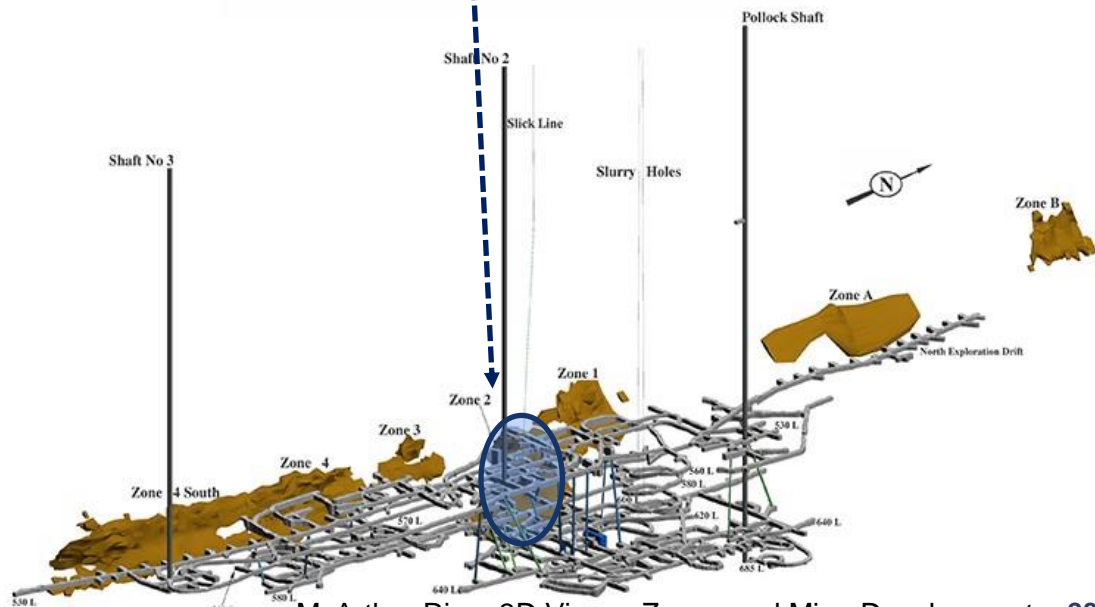 Pollock Shaft
Shaft No 2
Slick Line
Shaft No 3
Slurry Holes
N
Zone B
Zone A
North Exploration Drift
Zone 1
Zone 2
Zone 3
Zone 4
Zone 4 South
530 L
560 L
580 L
570 L
600 L
620 L
640 L
685 L
640 L
580 L
530 L